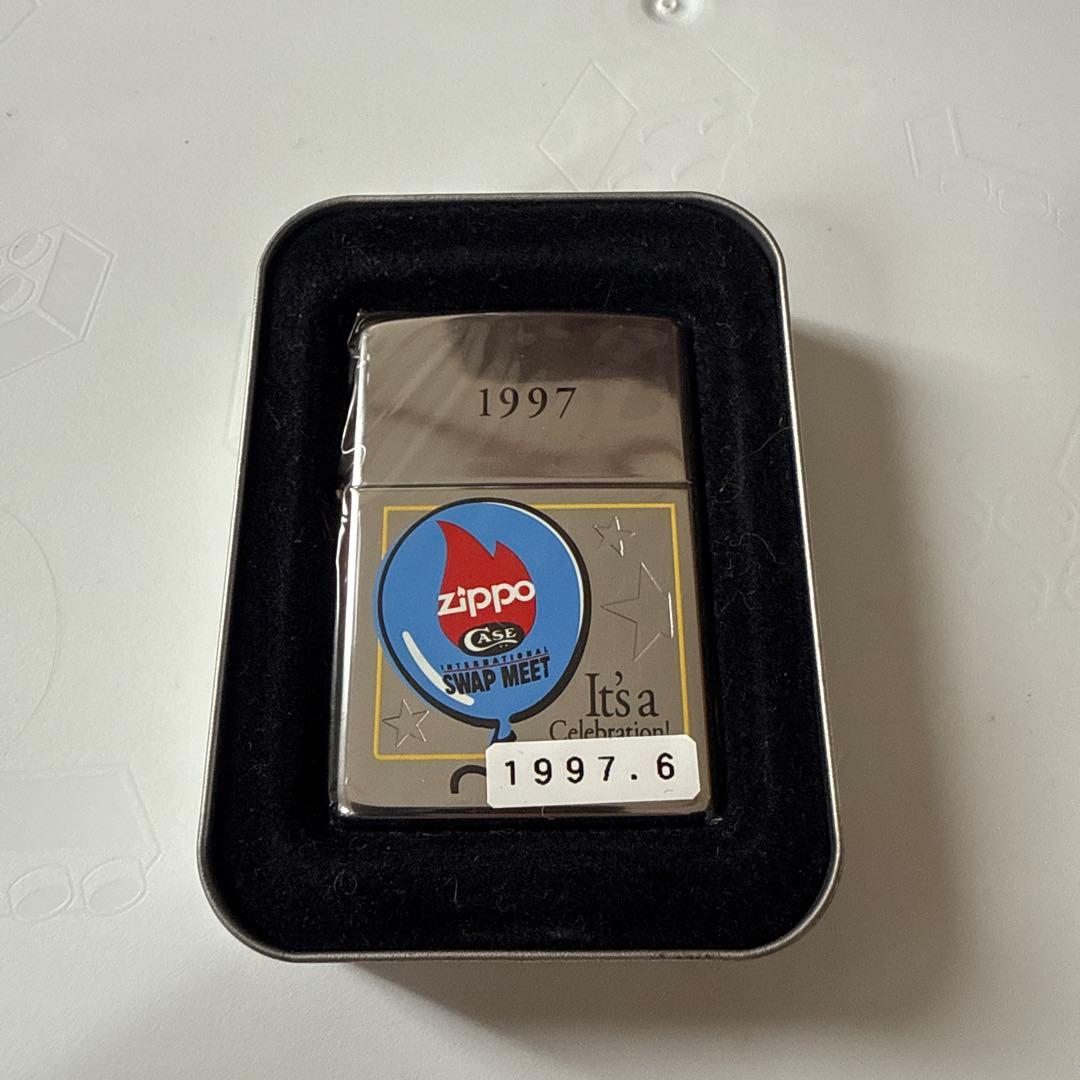 1997
zippo
CASE
INTERNATIONAL
SWAP MEET
It's a
Celebration!
1997.6